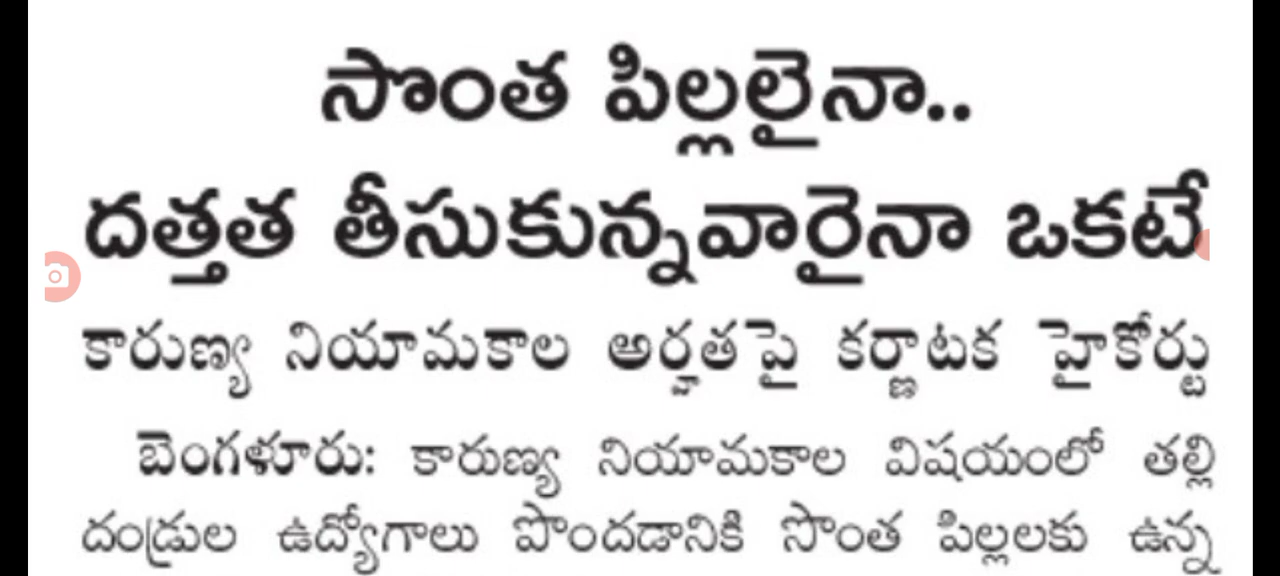 సొంత పిల్లలైనా..
దత్తత తీసుకున్నవారైనా ఒకటే
కారుణ్య నియామకాల అర్హతపై కర్ణాటక హైకోర్టు
బెంగళూరు: కారుణ్య నియామకాల విషయంలో తల్లి
దండ్రుల ఉద్యోగాలు పొందడానికి సొంత పిల్లలకు ఉన్న